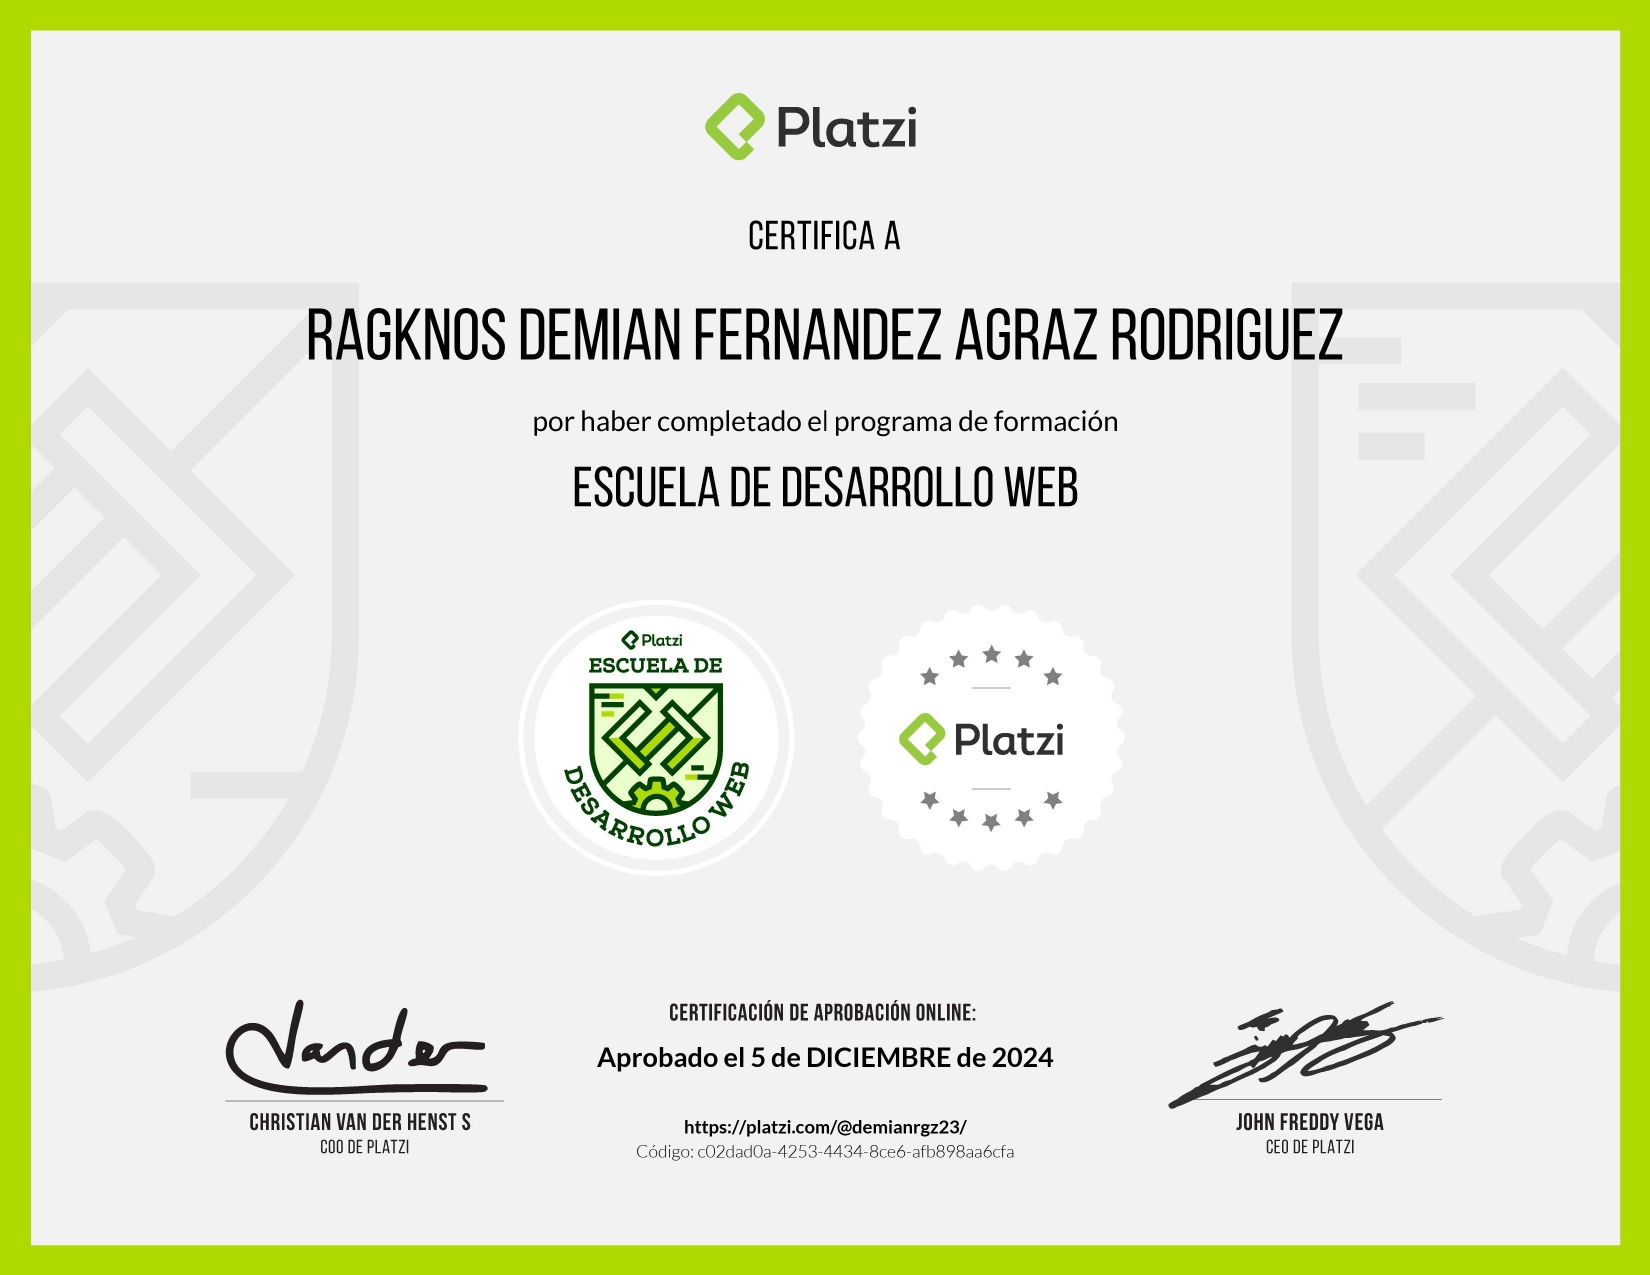 Platzi
CERTIFICA A
RAGKNOS DEMIAN FERNANDEZ AGRAZ RODRIGUEZ
por haber completado el programa de formación
ESCUELA DE DESARROLLO WEB
Platzi
ESCUELA DE
DESARROLLO WEB
Platzi
Vander
CERTIFICACIÓN DE APROBACIÓN ONLINE:
Aprobado el 5 de DICIEMBRE de 2024
CHRISTIAN VAN DER HENST S
COO DE PLATZI
https://platzi.com/@demianrgz23/
Código: c02dad0a-4253-4434-8ce6-afb898aa6cfa
JOHN FREDDY VEGA
CEO DE PLATZI